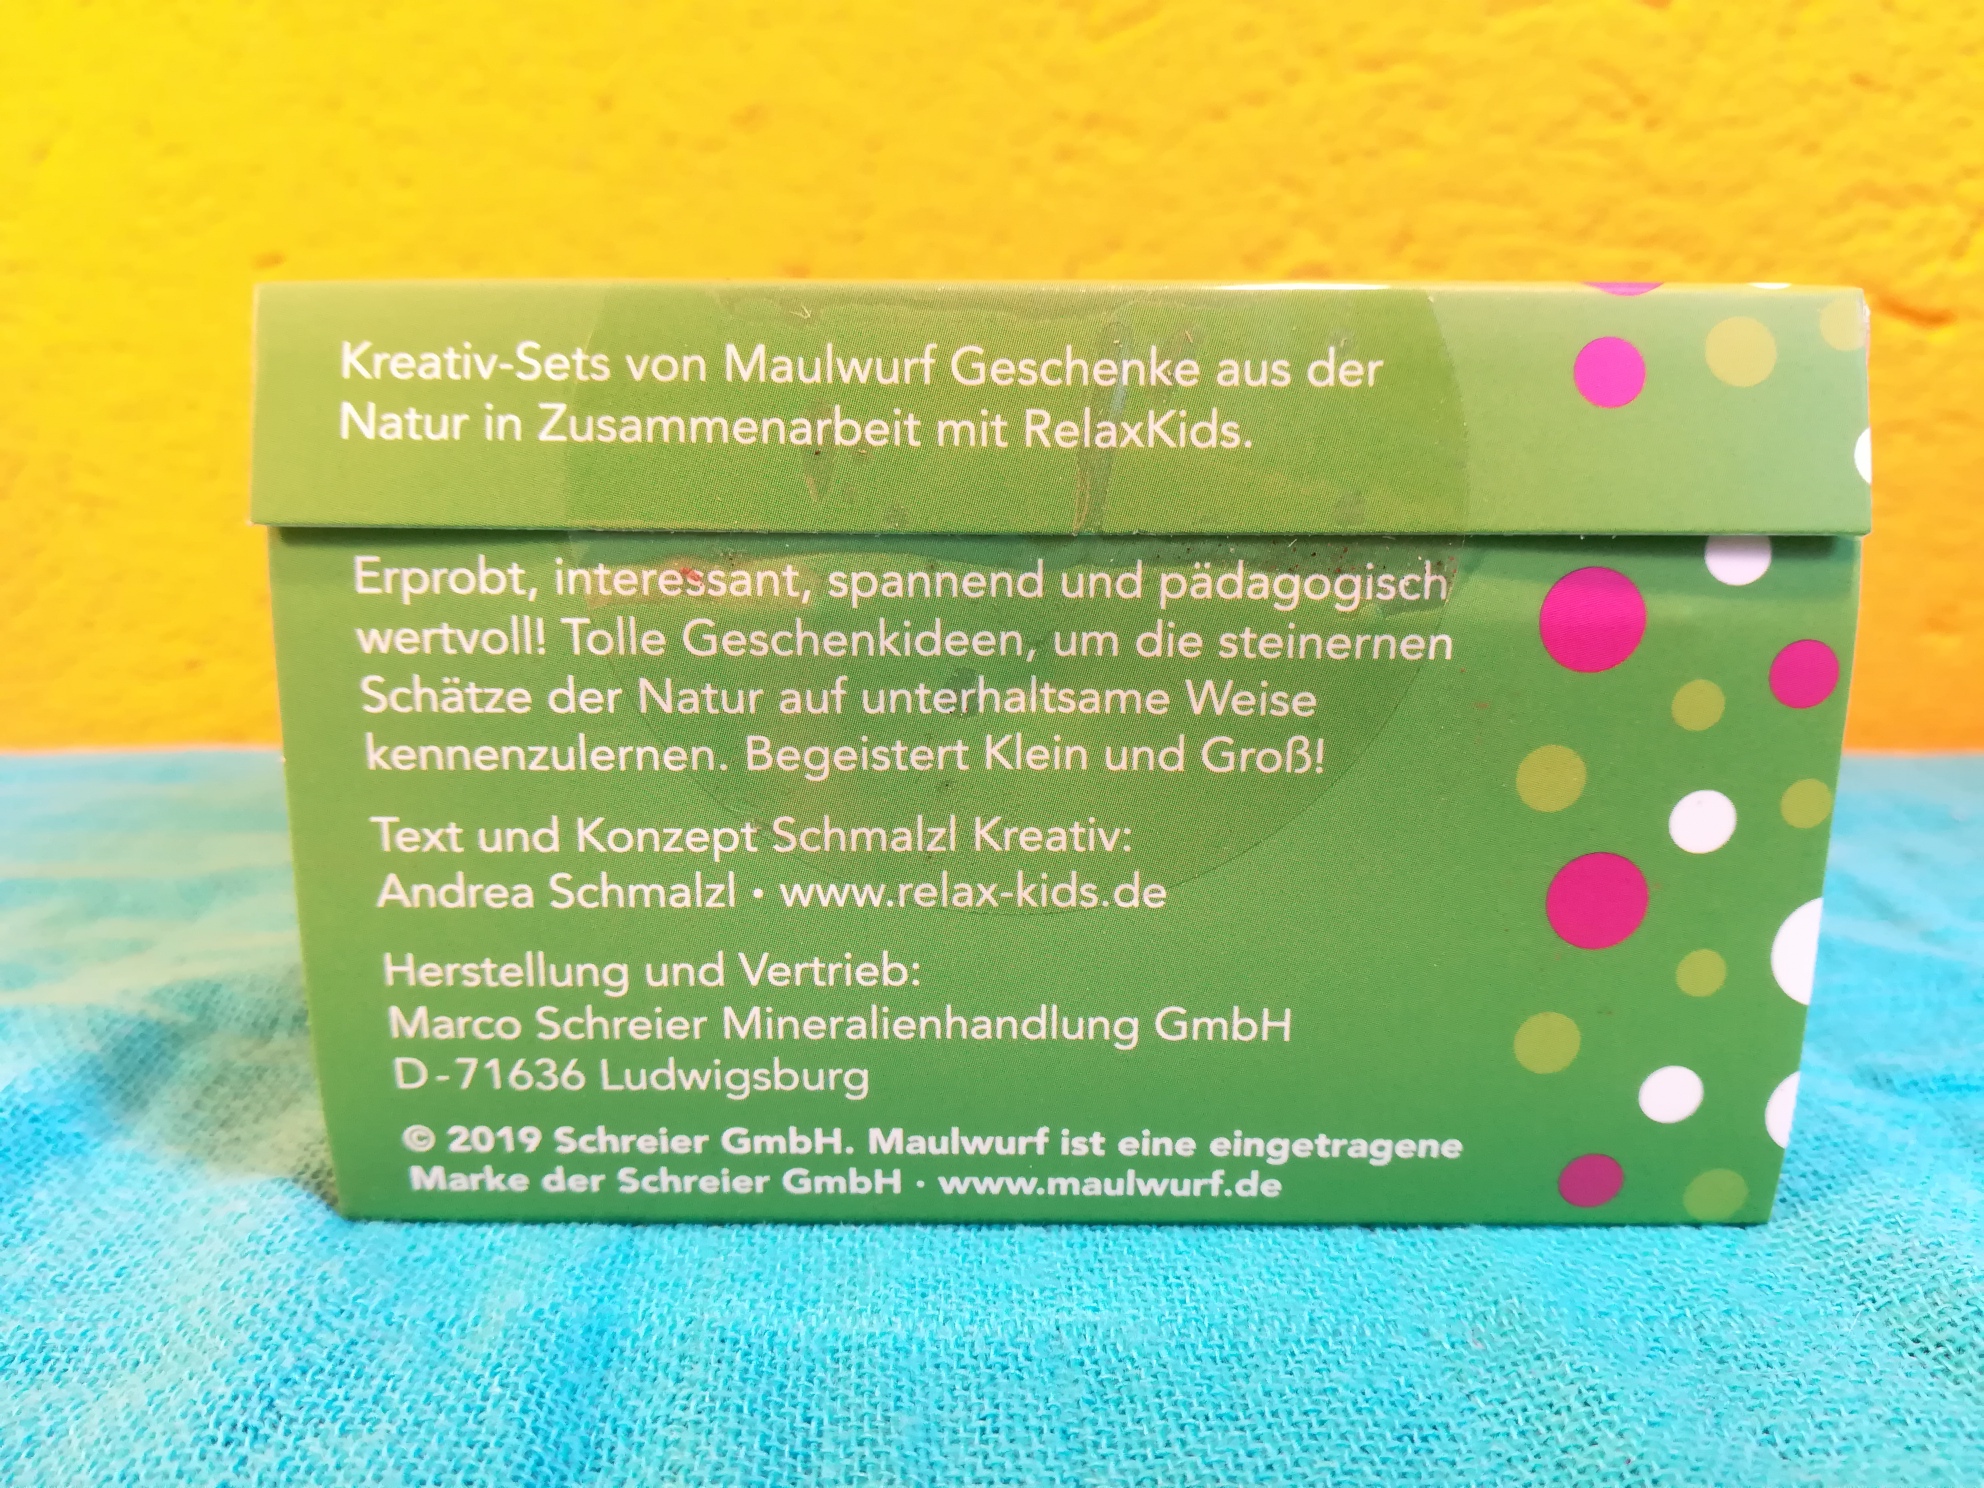 Kreativ-Sets von Maulwurf Geschenke aus der
Natur in Zusammenarbeit mit RelaxKids.
Erprobt, interessant, spannend und pädagogisch
wertvoll! Tolle Geschenkideen, um die steinernen
Schätze der Natur auf unterhaltsame Weise
kennenzulernen. Begeistert Klein und Groß!
Text und Konzept Schmalzl Kreativ:
Andrea Schmalzl · www.relax-kids.de
Herstellung und Vertrieb:
Marco Schreier Mineralienhandlung GmbH
D-71636 Ludwigsburg
© 2019 Schreier GmbH. Maulwurf ist eine eingetragene
Marke der Schreier GmbH · www.maulwurf.de